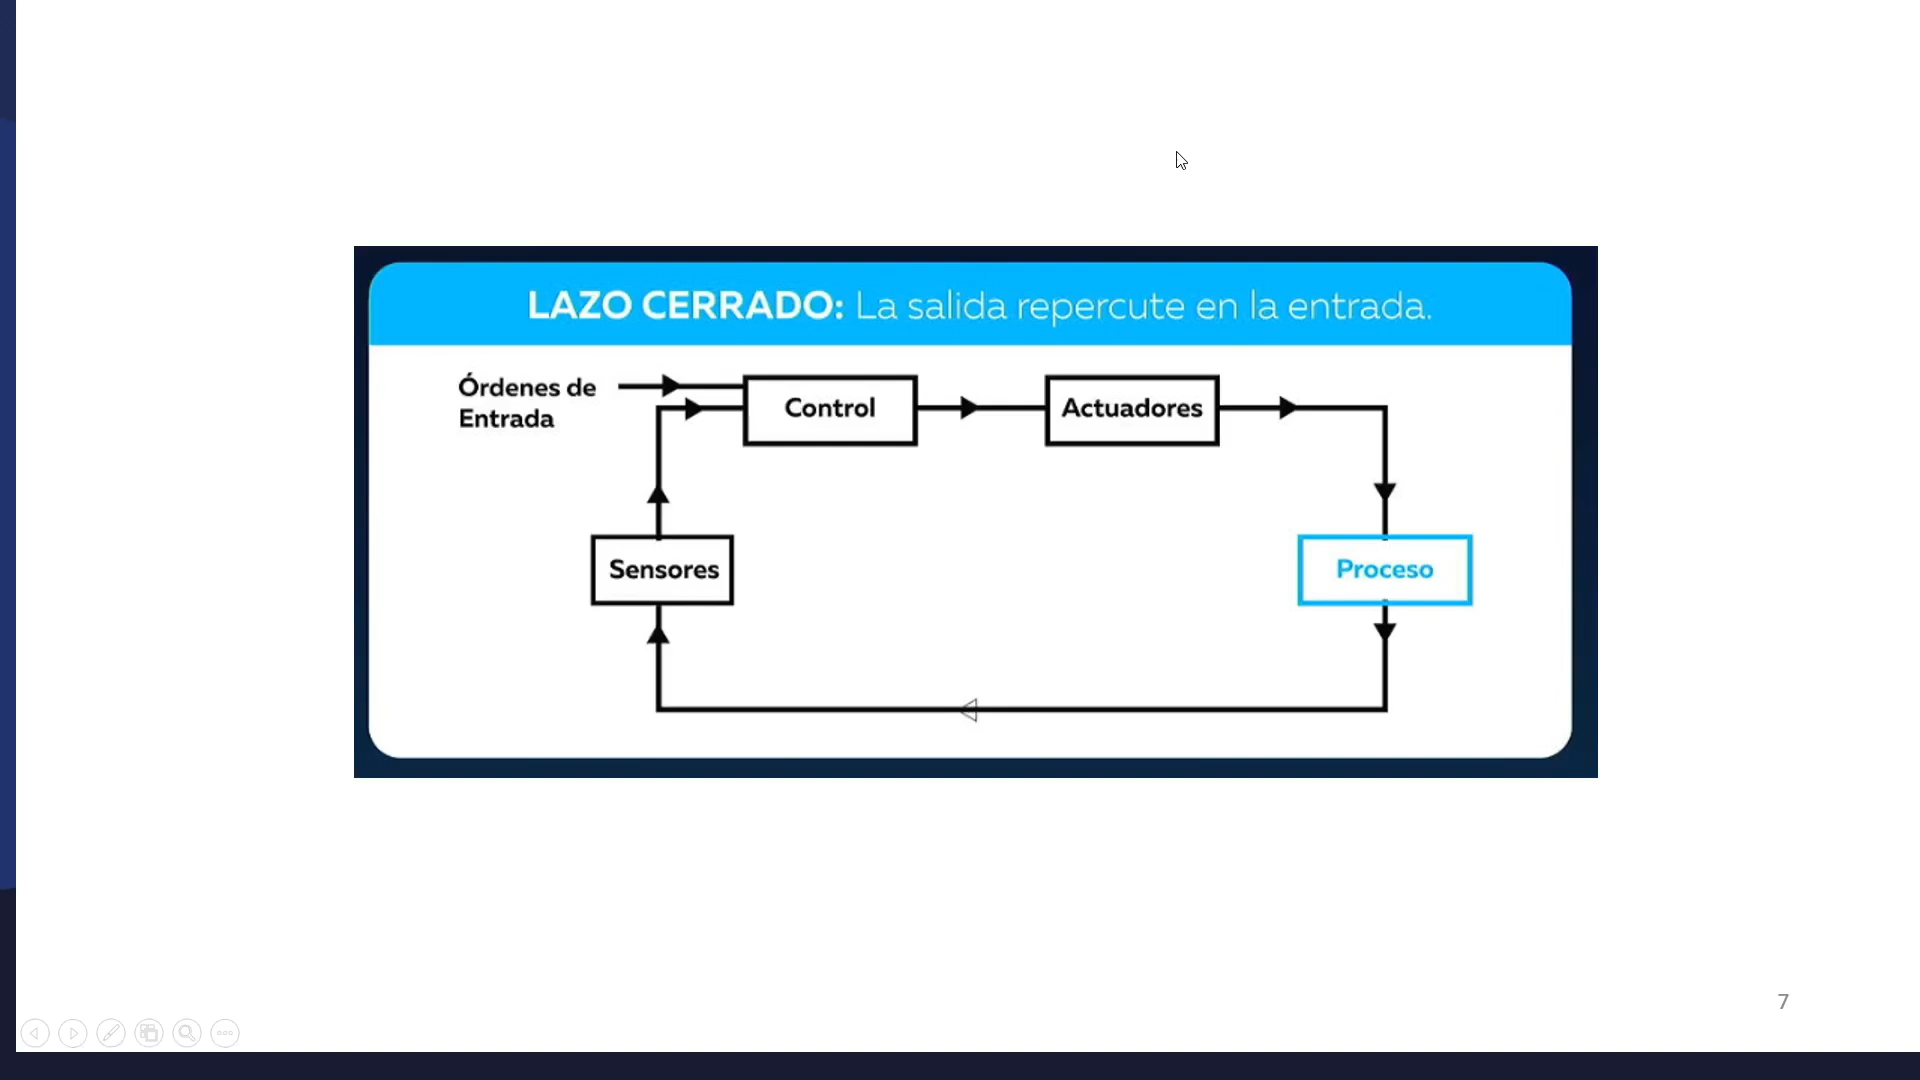 LAZO CERRADO: La salida repercute en la entrada.
Órdenes de
Entrada
Control
Actuadores
Sensores
Proceso
7